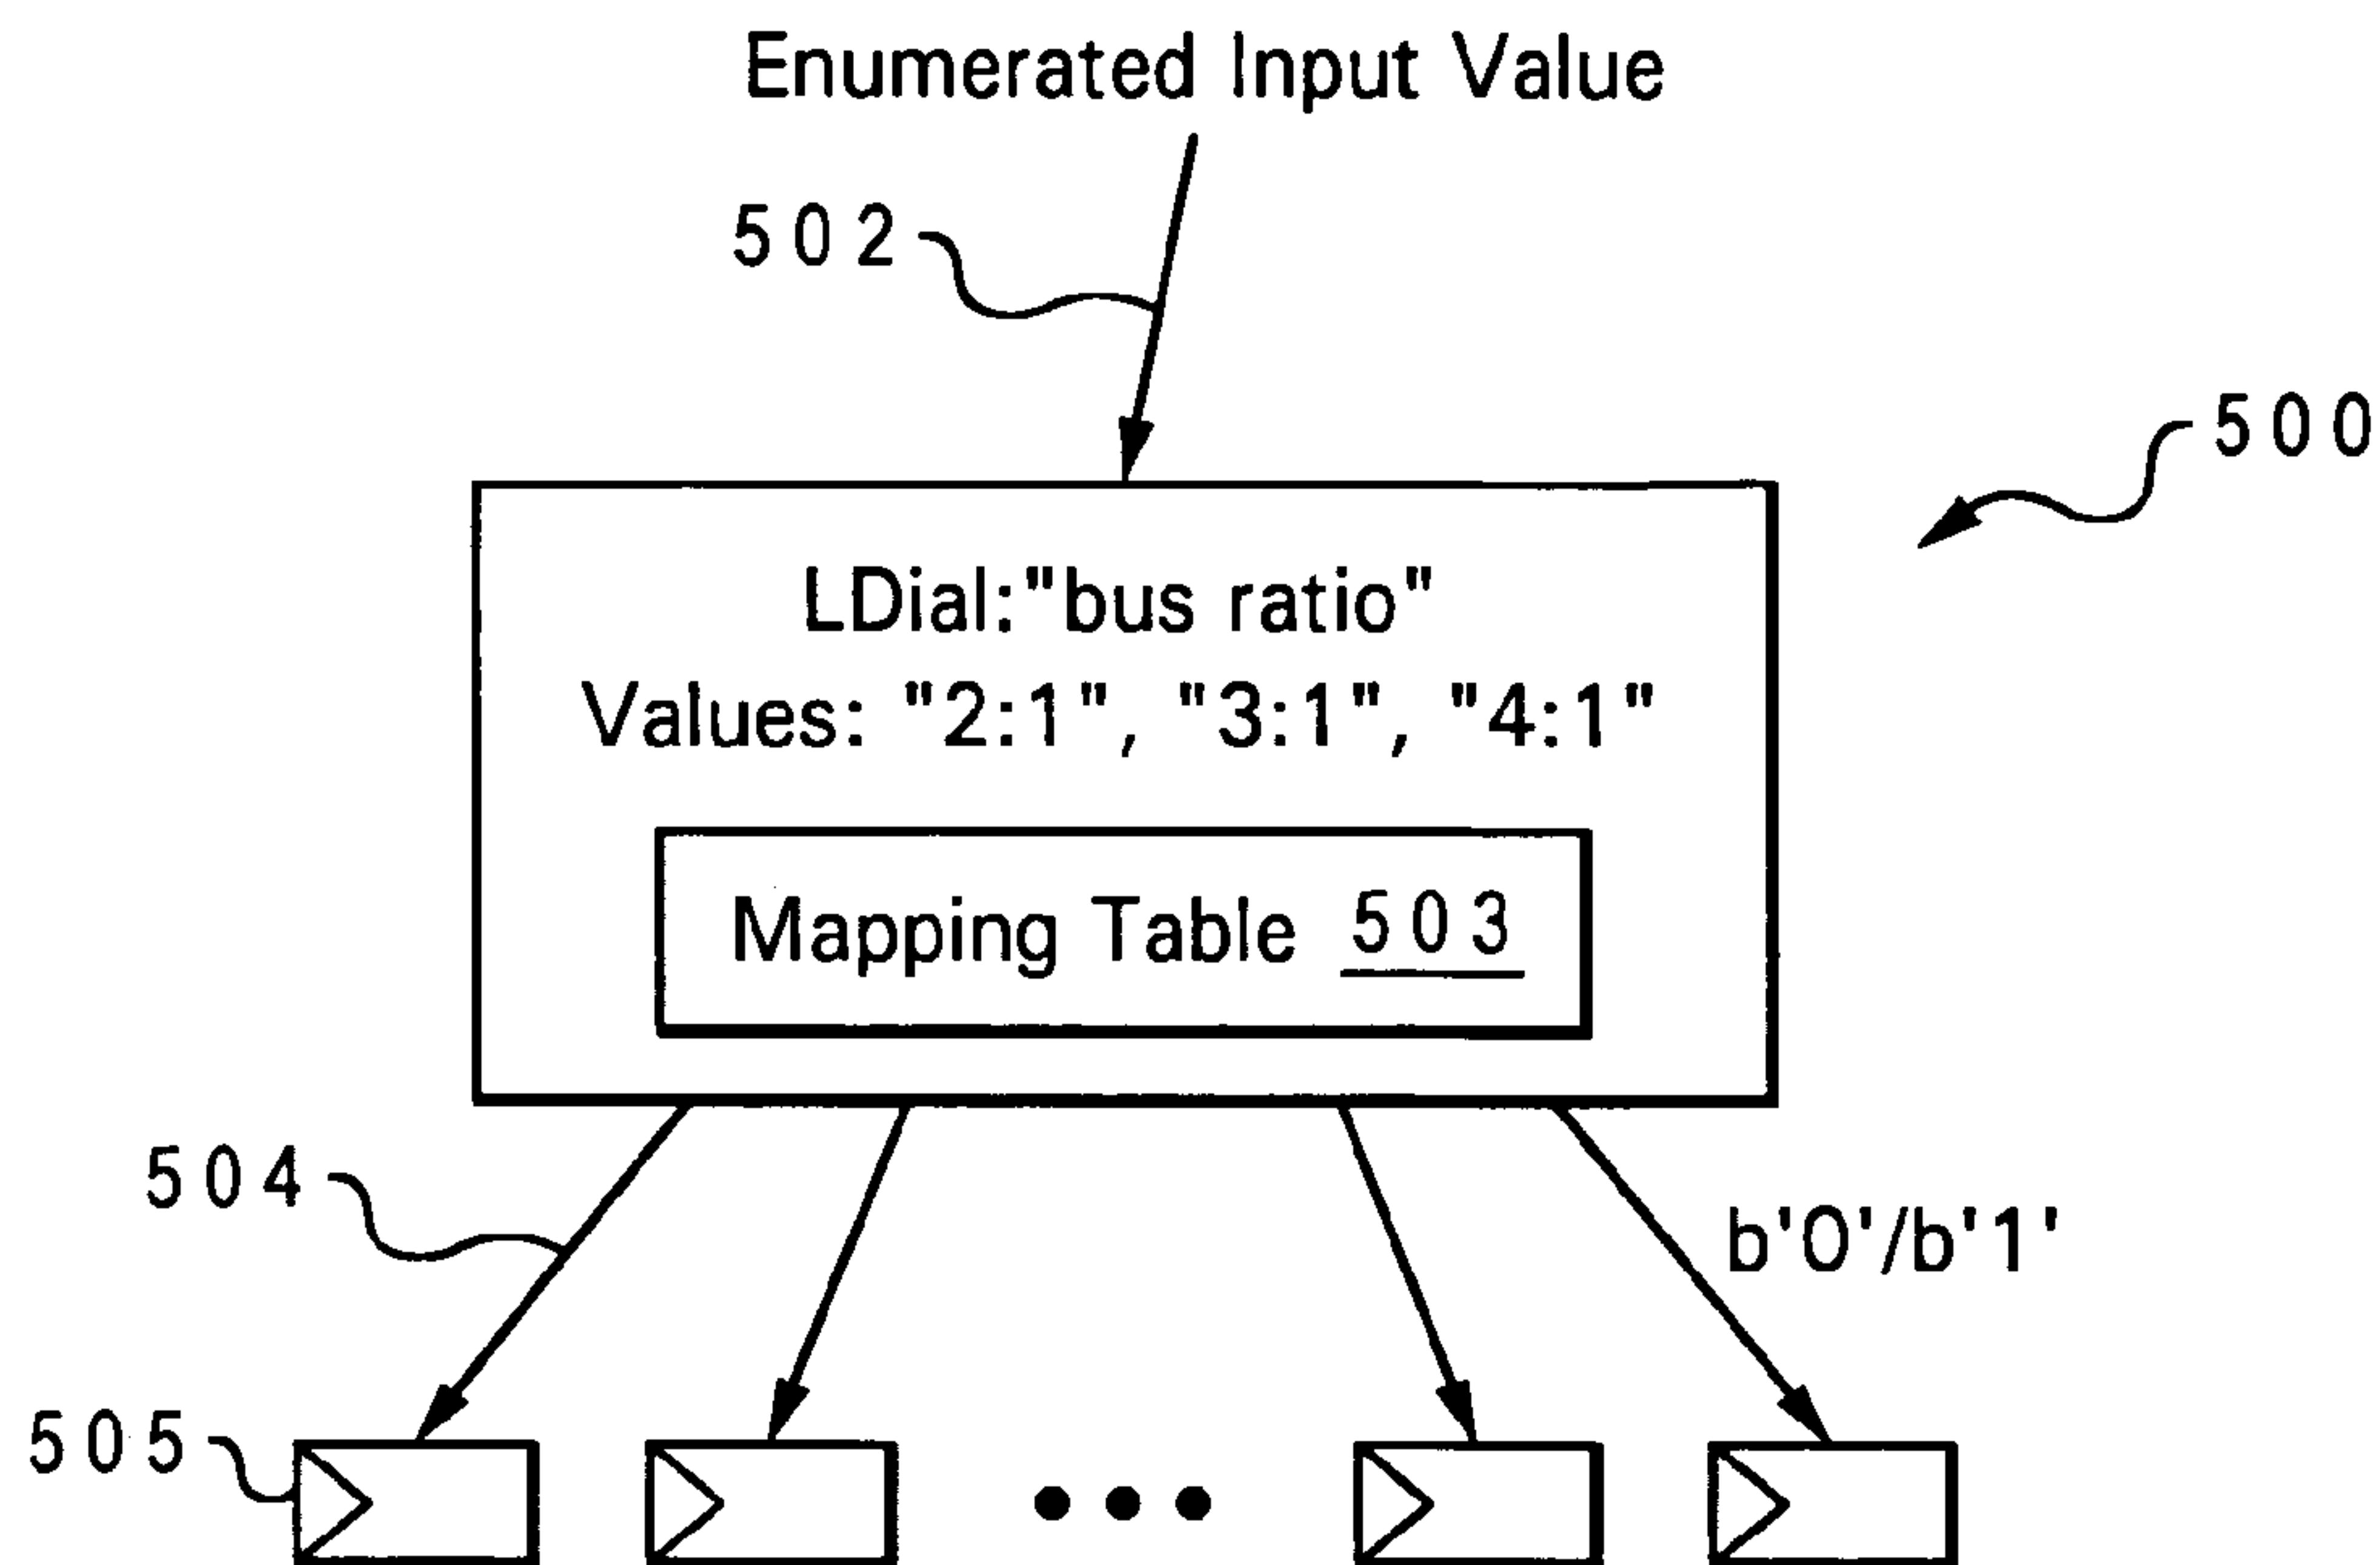 Enumerated Input Value
502
500
LDial:"bus ratio"
Values: "2:1", "3:1", "4:1"
Mapping Table 503
504
b'0'/b'1'
505